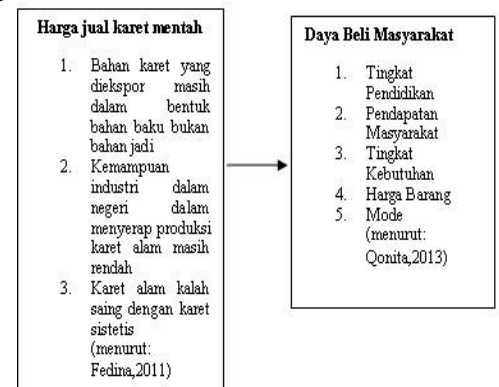 Harga jual karet mentah
1. Bahan karet yang
diekspor masih
dalam bentuk
bahan baku bukan
bahan jadi
2. Kemampuan
industri dalam
negeri dalam
menyerap produksi
karet alam masih
rendah
3. Karet alam kalah
saing dengan karet
sistetis
(menurut:
Fedina,2011)
Daya Beli Masyarakat
1. Tingkat
Pendidikan
2. Pendapatan
Masyarakat
3. Tingkat
Kebutuhan
4. Harga Barang
5. Mode
(menurut:
Qonita,2013)